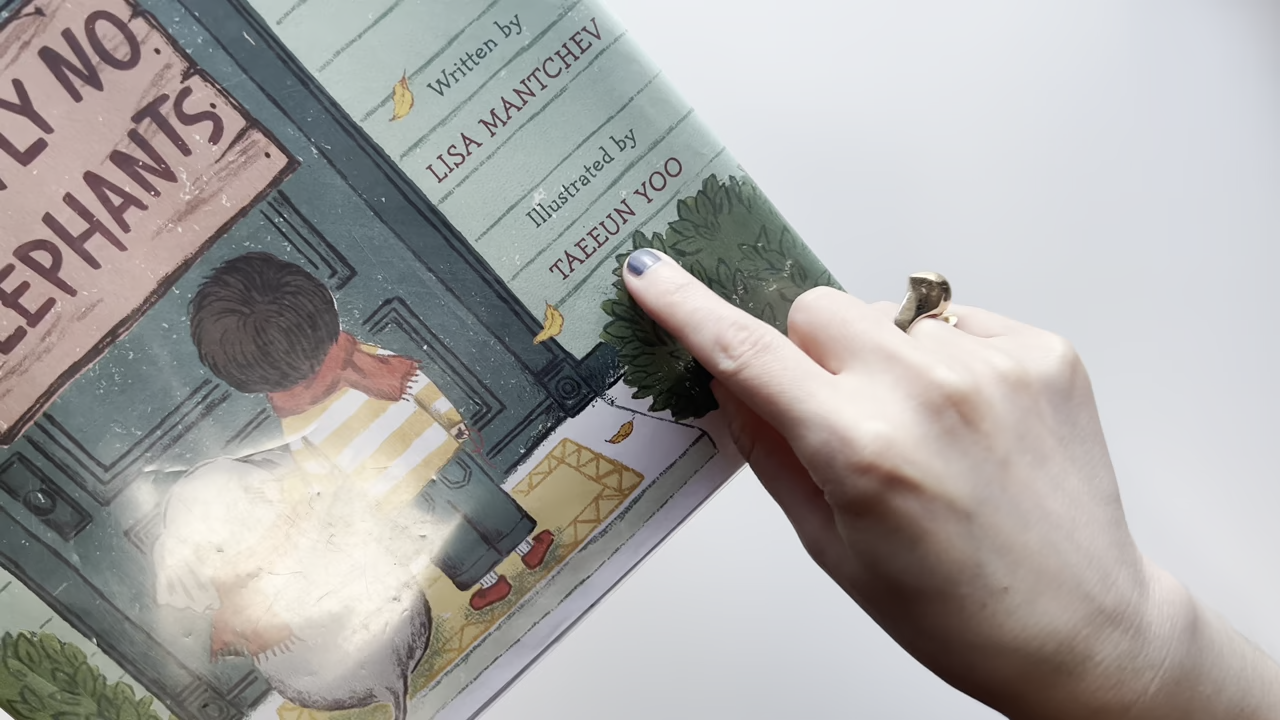 LY NO
EPHANTS
Written by
LISA MANTCHEV
Illustrated by
TAEEUN YOO